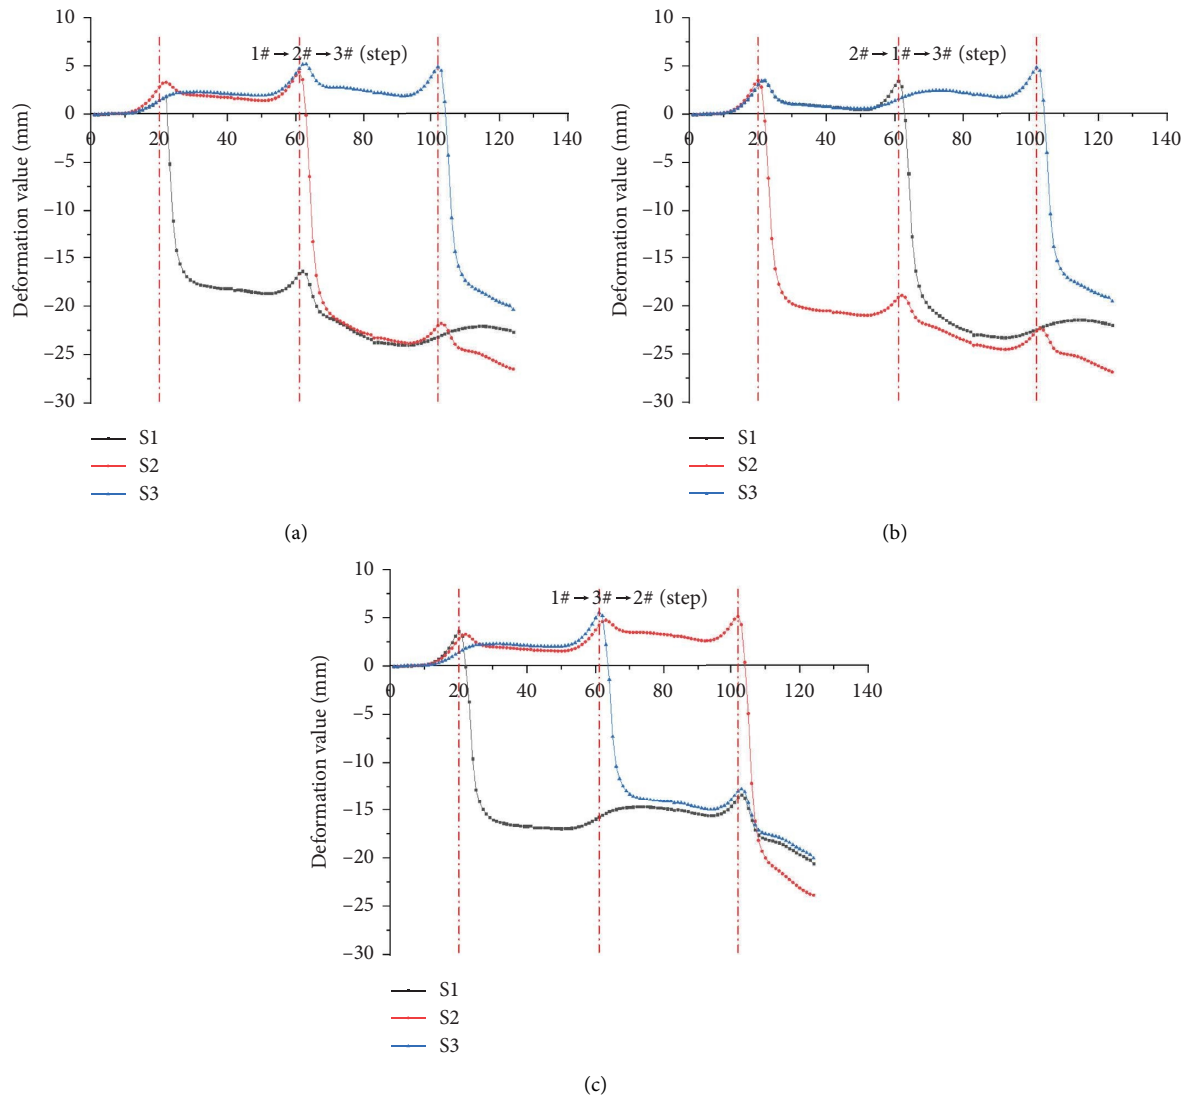 10
5
0
−5
−10
−15
−20
−25
−30
Deformation value (mm)
0 20 40 60 80 100 120 140
1# → 2# → 3# (step)
S1
S2
S3
(a)
10
5
0
−5
−10
−15
−20
−25
−30
Deformation value (mm)
0 20 40 60 80 100 120 140
2# → 1# → 3# (step)
S1
S2
S3
(b)
10
5
0
−5
−10
−15
−20
−25
−30
Deformation value (mm)
0 20 40 60 80 100 120 140
1# → 3# → 2# (step)
S1
S2
S3
(c)